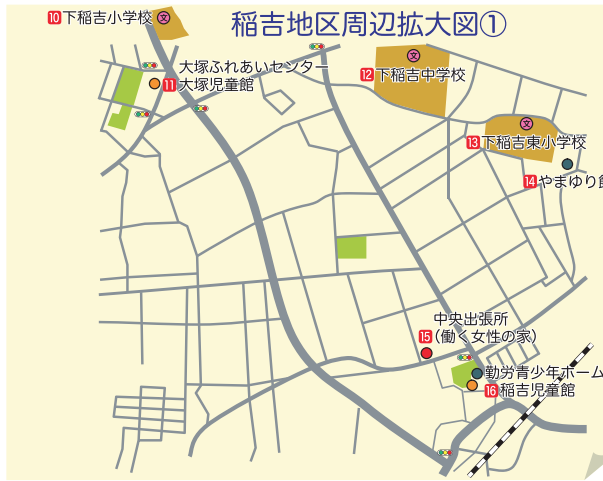 稲吉地区周辺拡大図①
10下稲吉小学校 文
大塚ふれあいセンター
11大塚児童館
12下稲吉中学校
文
文
13下稲吉東小学校
14やまゆり館
中央出張所
15(働く女性の家)
勤労青少年ホーム
16稲吉児童館